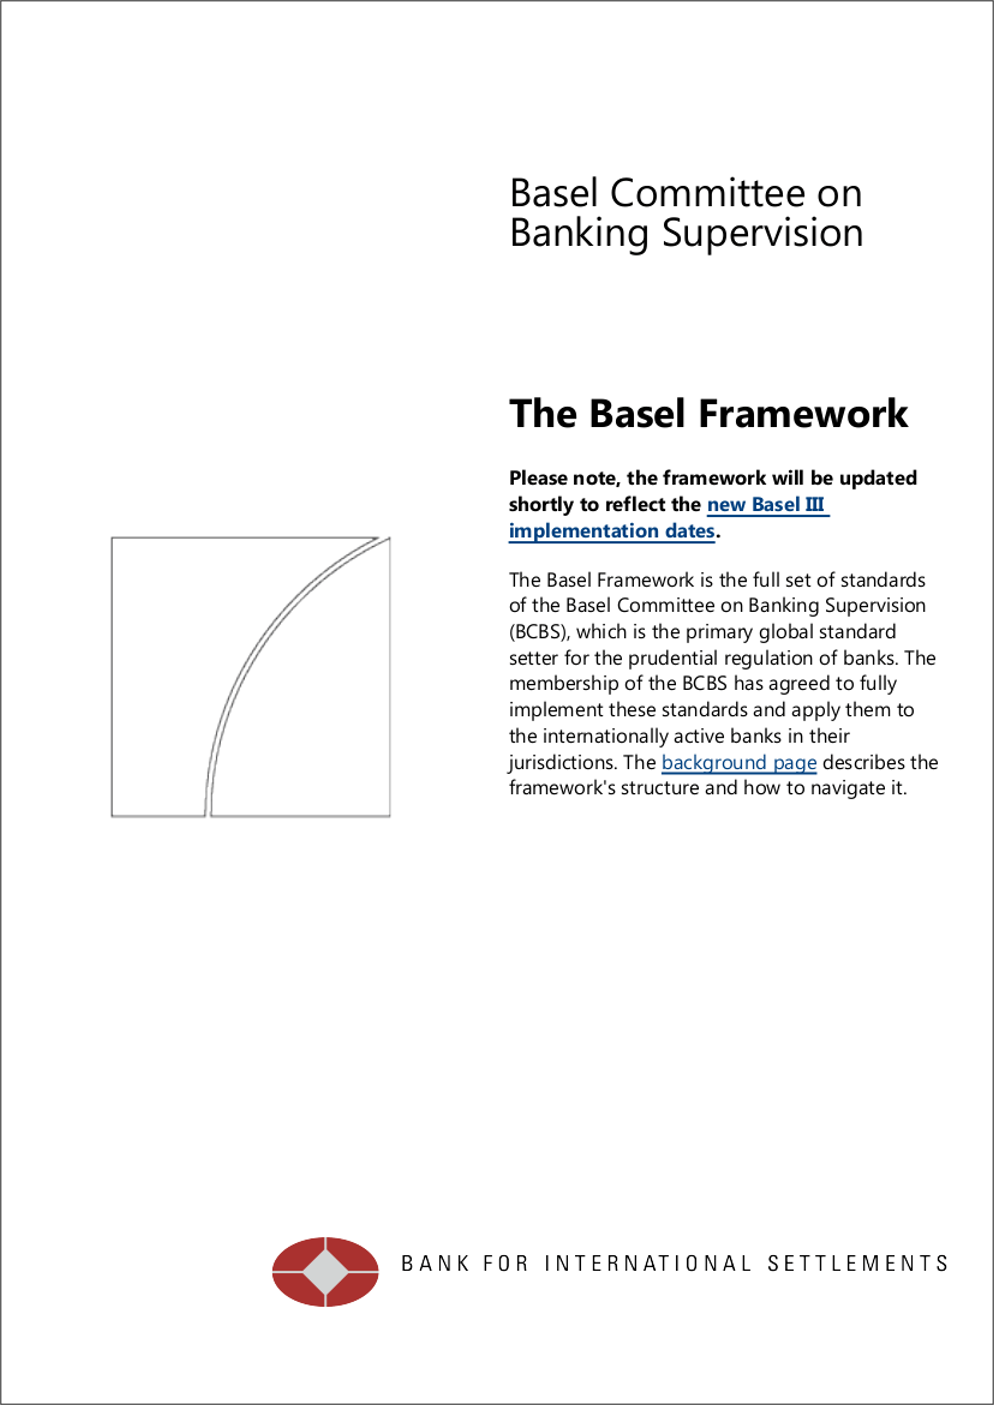 Basel Committee on
Banking Supervision
The Basel Framework
Please note, the framework will be updated
shortly to reflect the new Basel III
implementation dates.
The Basel Framework is the full set of standards
of the Basel Committee on Banking Supervision
(BCBS), which is the primary global standard
setter for the prudential regulation of banks. The
membership of the BCBS has agreed to fully
implement these standards and apply them to
the internationally active banks in their
jurisdictions. The background page describes the
framework's structure and how to navigate it.
BANK FOR INTERNATIONAL SETTLEMENTS